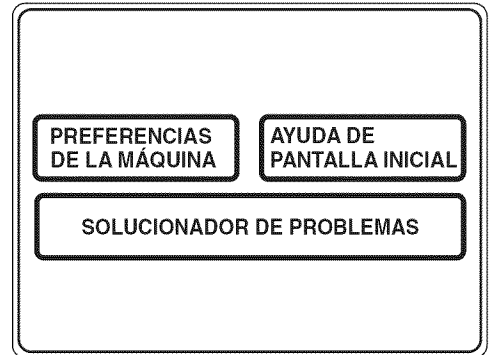 PREFERENCIAS
DE LA MÁQUINA
AYUDA DE
PANTALLA INICIAL
SOLUCIONADOR DE PROBLEMAS